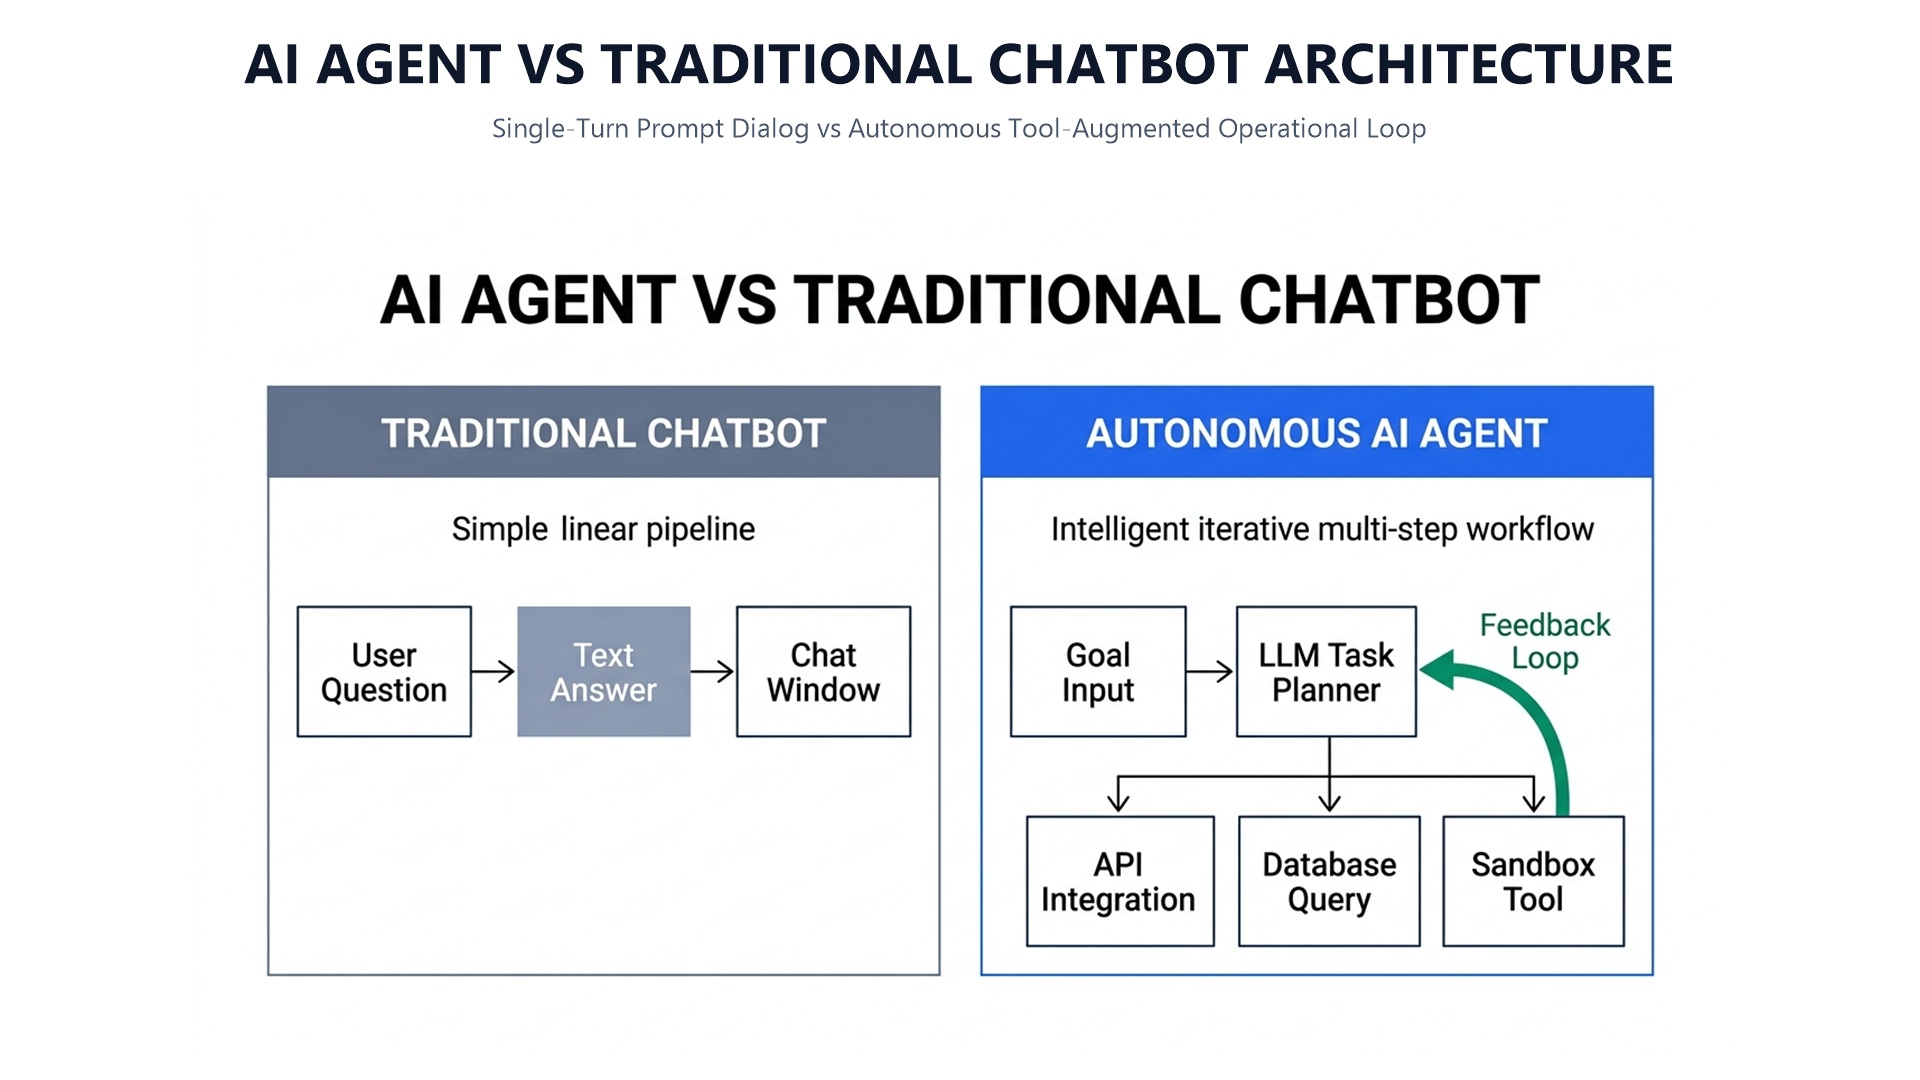 AI AGENT VS TRADITIONAL CHATBOT ARCHITECTURE
Single-Turn Prompt Dialog vs Autonomous Tool-Augmented Operational Loop
AI AGENT VS TRADITIONAL CHATBOT
TRADITIONAL CHATBOT
Simple linear pipeline
User
Question
Text
Answer
Chat
Window
AUTONOMOUS AI AGENT
Intelligent iterative multi-step workflow
Goal
Input
LLM Task
Planner
Feedback
Loop
API
Integration
Database
Query
Sandbox
Tool